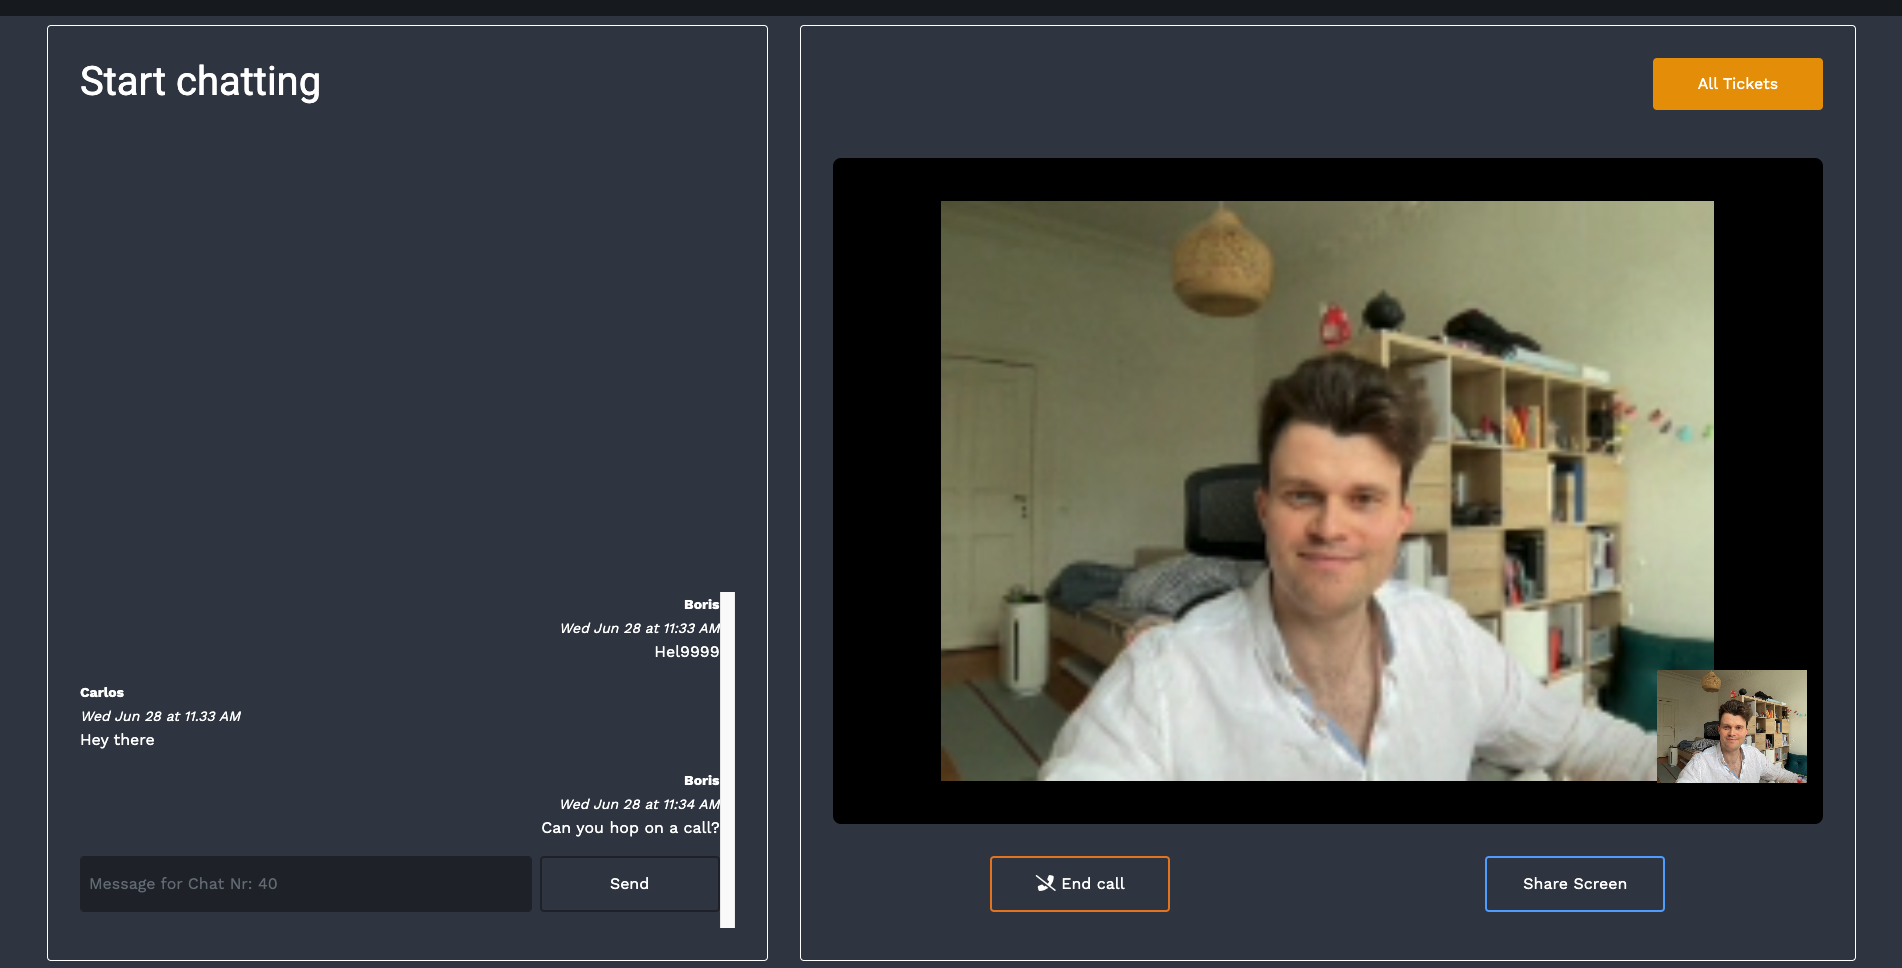 Start chatting
Boris
Wed Jun 28 at 11:33 AM
Hel9999
Carlos
Wed Jun 28 at 11.33 AM
Hey there
Boris
Wed Jun 28 at 11:34 AM
Can you hop on a call?
Message for Chat Nr: 40
Send
All Tickets
End call
Share Screen